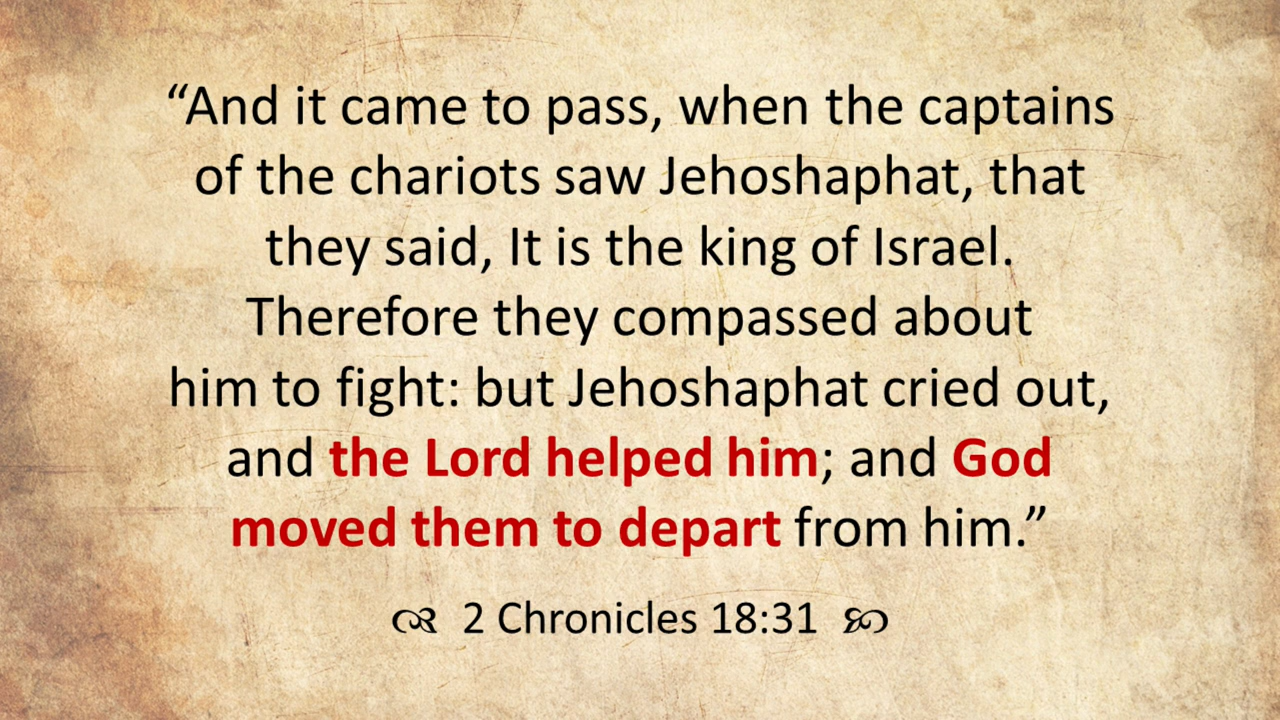 “And it came to pass, when the captains
of the chariots saw Jehoshaphat, that
they said, It is the king of Israel.
Therefore they compassed about
him to fight: but Jehoshaphat cried out,
and the Lord helped him; and God
moved them to depart from him.”
2 Chronicles 18:31